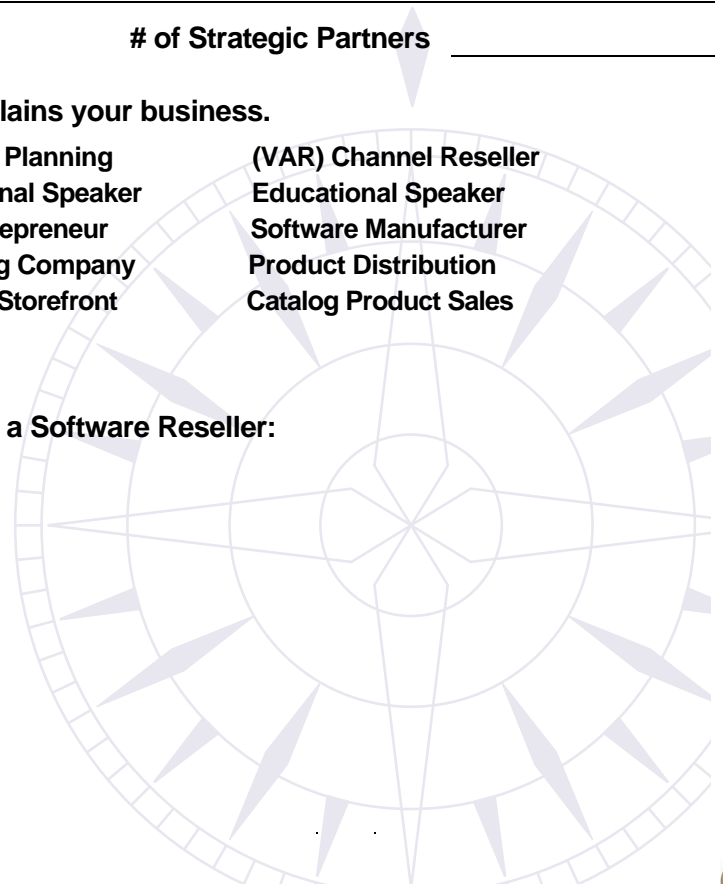 # of Strategic Partners
lains your business.
Planning (VAR) Channel Reseller
nal Speaker Educational Speaker
epreneur Software Manufacturer
g Company Product Distribution
Storefront Catalog Product Sales
a Software Reseller: